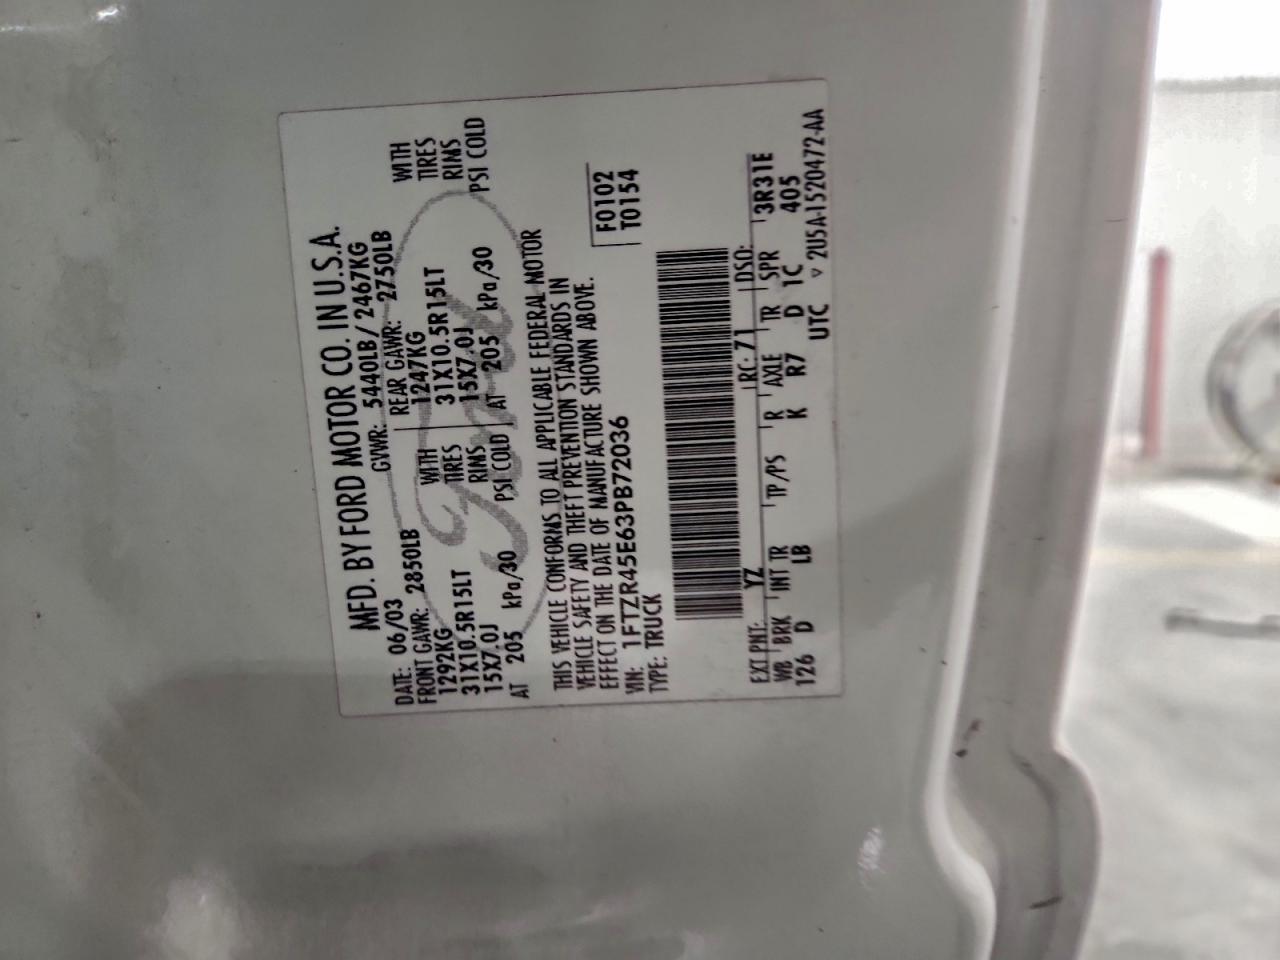 MFD. BY FORD MOTOR CO. IN U.S.A.
DATE: 06/03 GVWR: 5440LB / 2467KG
FRONT GAWR: 2850LB REAR GAWR: 2750LB
1292KG WITH 1247KG WITH
31X10.5R15LT TIRES 31X10.5R15LT TIRES
15X7.0J RIMS 15X7.0J RIMS
AT 205 kPa/30 PSI COLD AT 205 kPa/30 PSI COLD
Ford
THIS VEHICLE CONFORMS TO ALL APPLICABLE FEDERAL MOTOR
VEHICLE SAFETY AND THEFT PREVENTION STANDARDS IN
EFFECT ON THE DATE OF MANUFACTURE SHOWN ABOVE.
VIN: 1FTZR45E63PB72036 F0102
TYPE: TRUCK T0154
EXT PNT: YZ RC: 71 DSO:
WB BRK INT TR TP/PS R AXLE TR SPR 3R31E
126 D LB K R7 D 1C 405
UTC ▽ 2U5A-1520472-AA